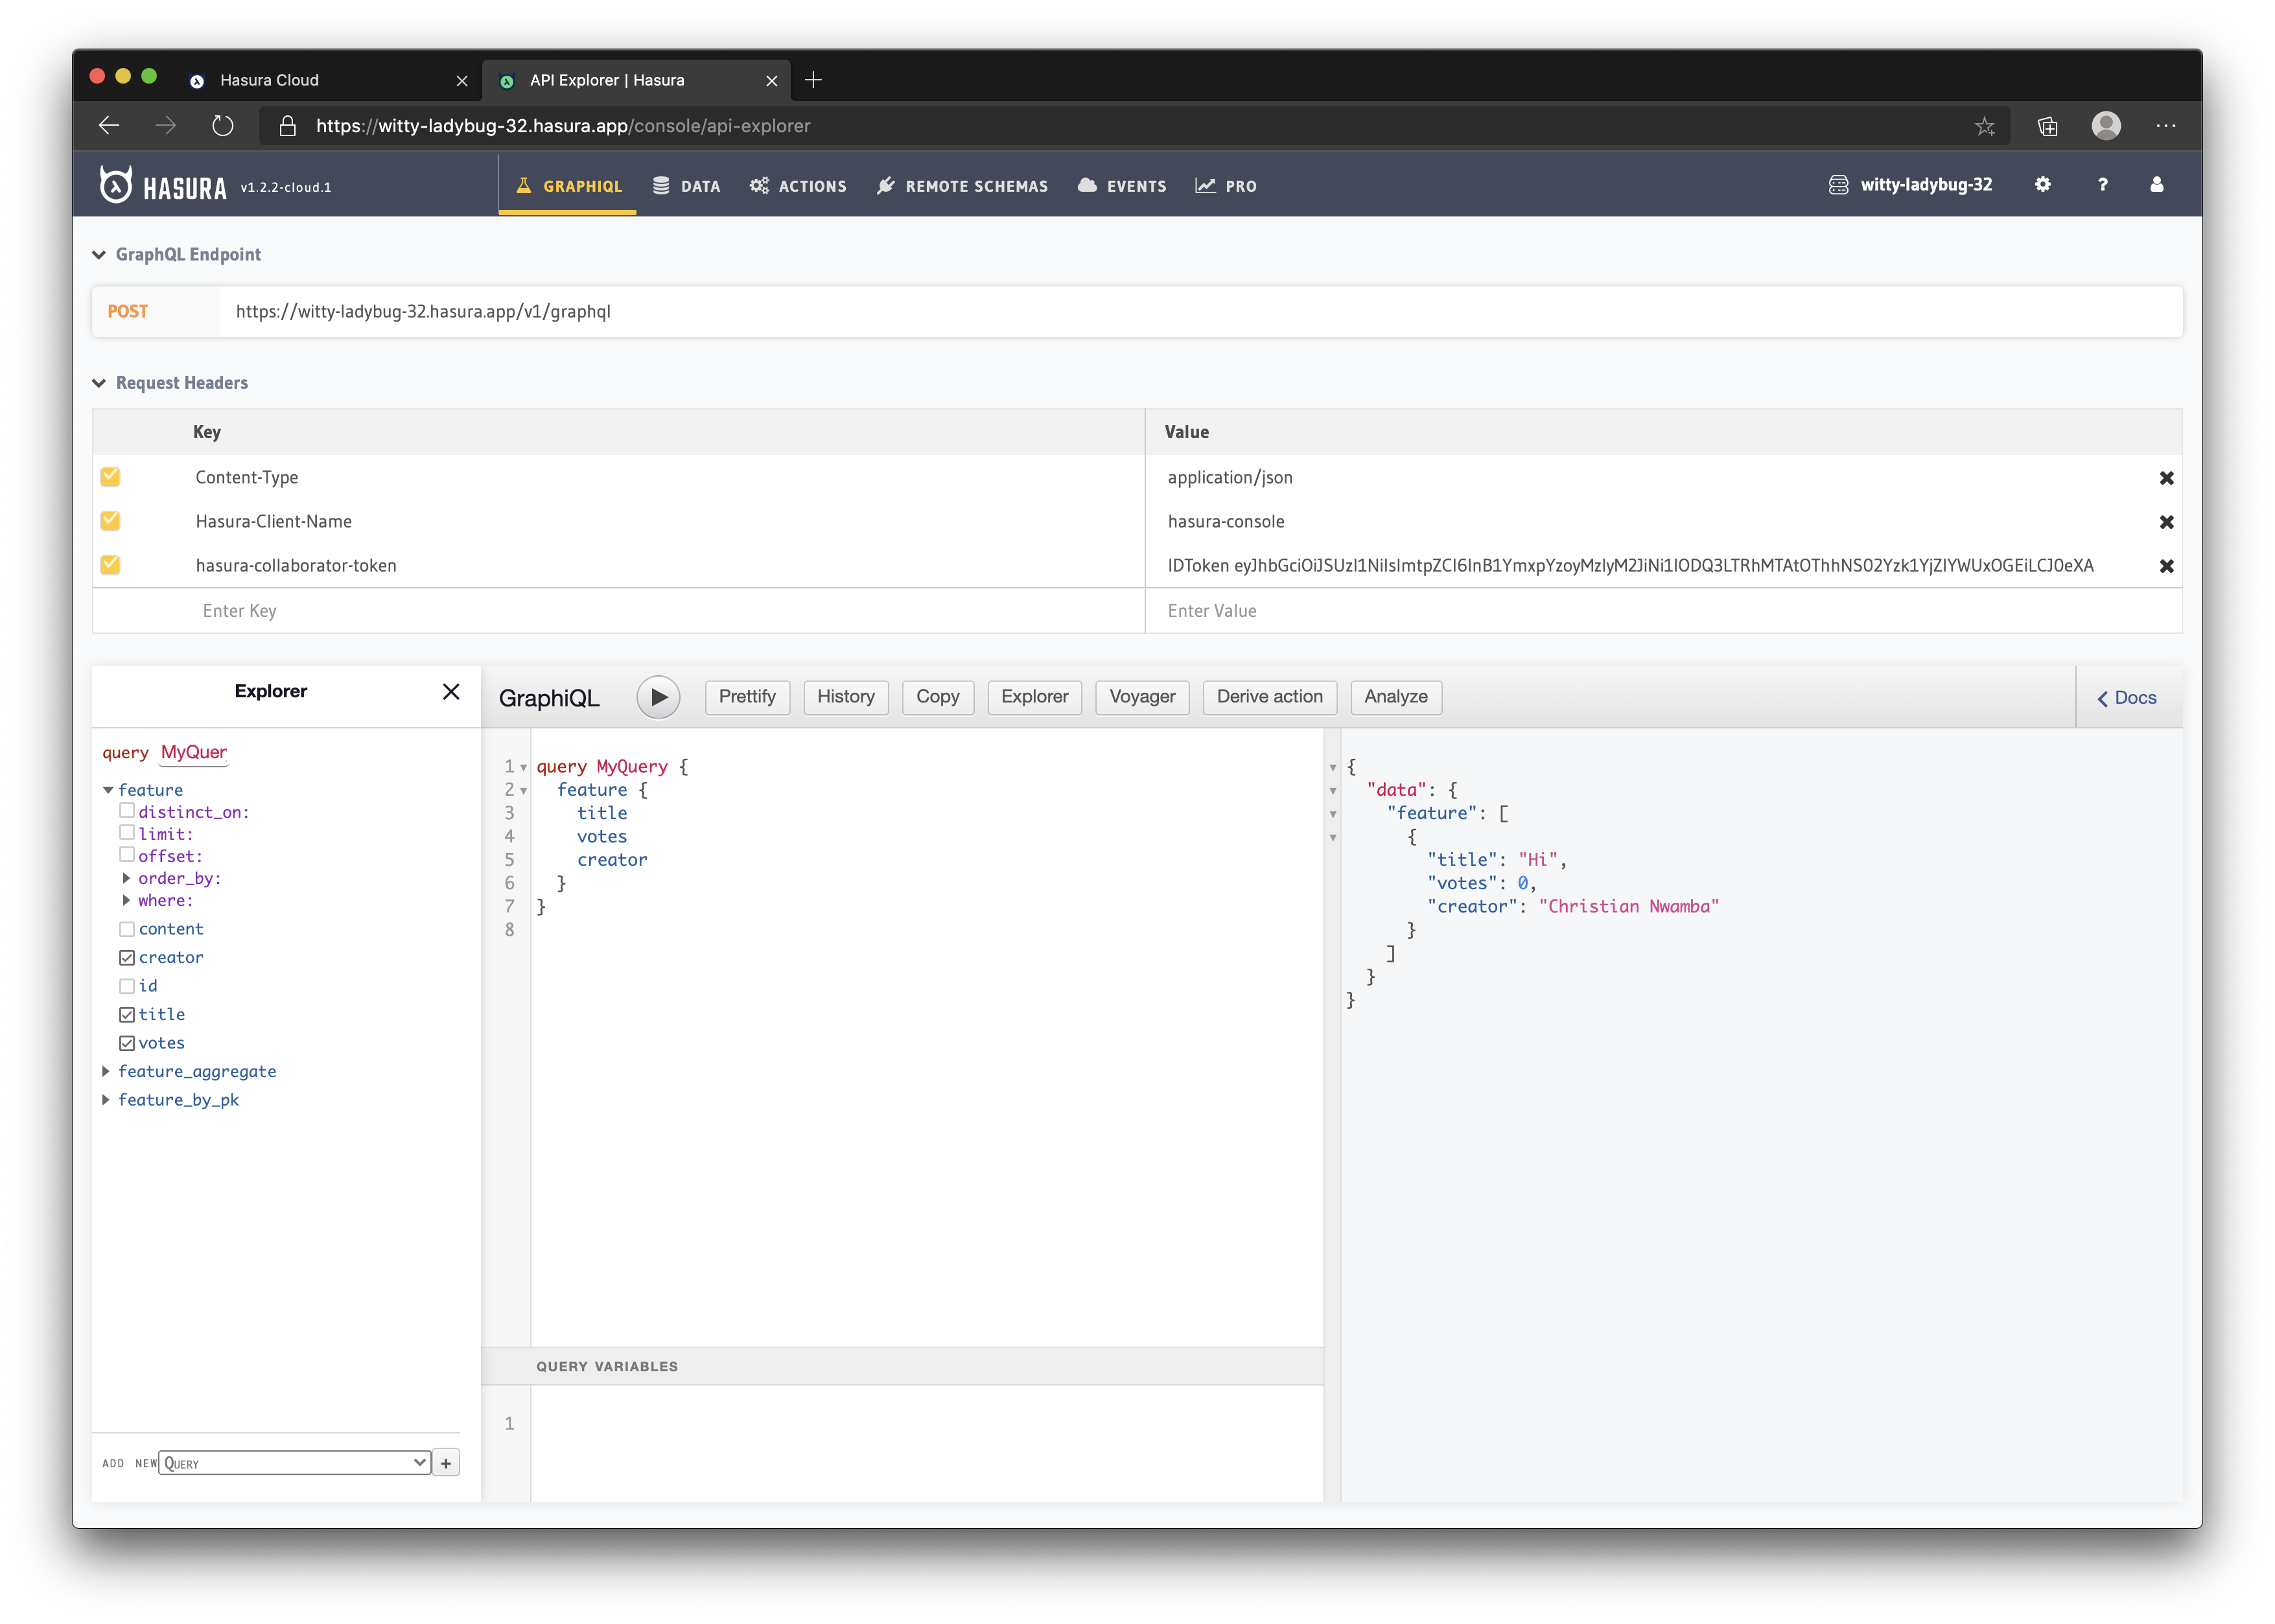 Hasura Cloud
API Explorer | Hasura
https://witty-ladybug-32.hasura.app/console/api-explorer
HASURA v1.2.2-cloud.1
GRAPHIQL DATA ACTIONS REMOTE SCHEMAS EVENTS PRO
witty-ladybug-32 ?
GraphQL Endpoint
POST https://witty-ladybug-32.hasura.app/v1/graphql
Request Headers
Key Value
Content-Type application/json
Hasura-Client-Name hasura-console
hasura-collaborator-token IDToken
Enter Key Enter Value
Explorer
GraphiQL Prettify History Copy Explorer Voyager Derive action Analyze Docs
query MyQuer
feature
distinct_on:
limit:
offset:
order_by:
where:
content
creator
id
title
votes
feature_aggregate
feature_by_pk
ADD NEW Query +
1 query MyQuery {
2 feature {
3 title
4 votes
5 creator
6 }
7 }
8
QUERY VARIABLES
1
{
"data": {
"feature": [
{
"title": "Hi",
"votes": 0,
"creator": "Christian Nwamba"
}
]
}
}